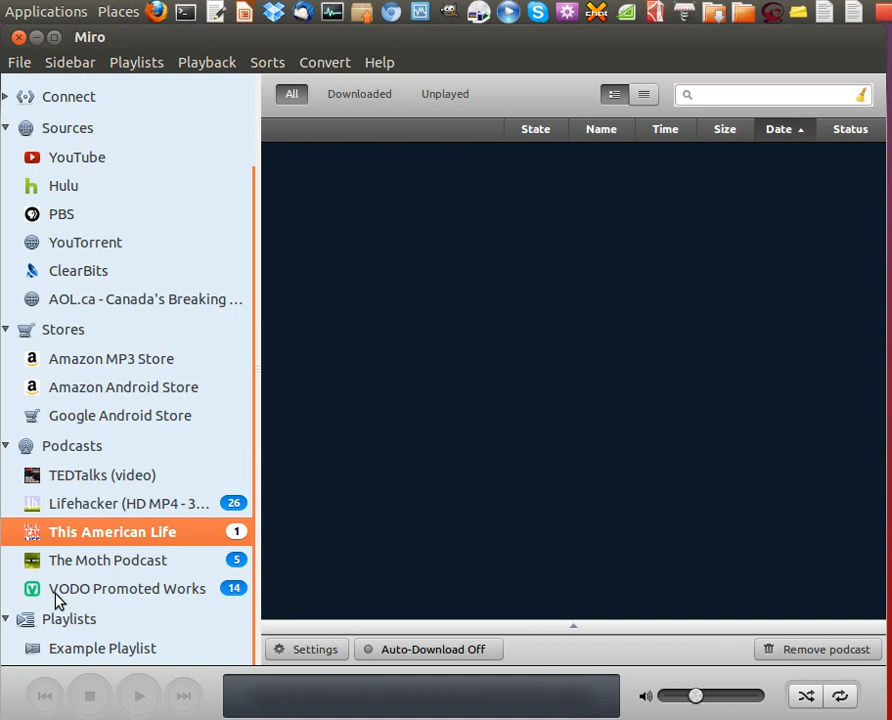 Applications Places
Miro
File Sidebar Playlists Playback Sorts Convert Help
All Downloaded Unplayed
State Name Time Size Date Status
Connect
Sources
YouTube
Hulu
PBS
YouTorrent
ClearBits
AOL.ca - Canada's Breaking ...
Stores
Amazon MP3 Store
Amazon Android Store
Google Android Store
Podcasts
TEDTalks (video)
Lifehacker (HD MP4 - 3... 26
This American Life 1
The Moth Podcast 5
VODO Promoted Works 14
Playlists
Example Playlist
Settings Auto-Download Off Remove podcast